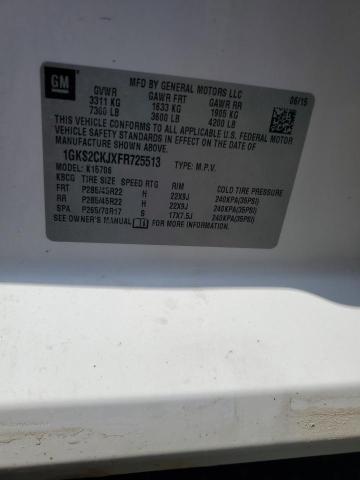 GM
MFD BY GENERAL MOTORS LLC
06/15
GVWR GAWR FRT GAWR RR
3311 KG 1633 KG 1905 KG
7300 LB 3600 LB 4200 LB
THIS VEHICLE CONFORMS TO ALL APPLICABLE U.S. FEDERAL MOTOR
VEHICLE SAFETY STANDARDS IN EFFECT ON THE DATE OF
MANUFACTURE SHOWN ABOVE.
1GKS2CKJXFR725513 TYPE: M.P.V.
MODEL: K15706
KBCG TIRE SIZE SPEED RTG RIM COLD TIRE PRESSURE
FRT P285/45R22 H 22X9J 240KPA(35PSI)
RR P285/45R22 H 22X9J 240KPA(35PSI)
SPA P265/70R17 S 17X7.5J 240KPA(35PSI)
SEE OWNER'S MANUAL FOR MORE INFORMATION.